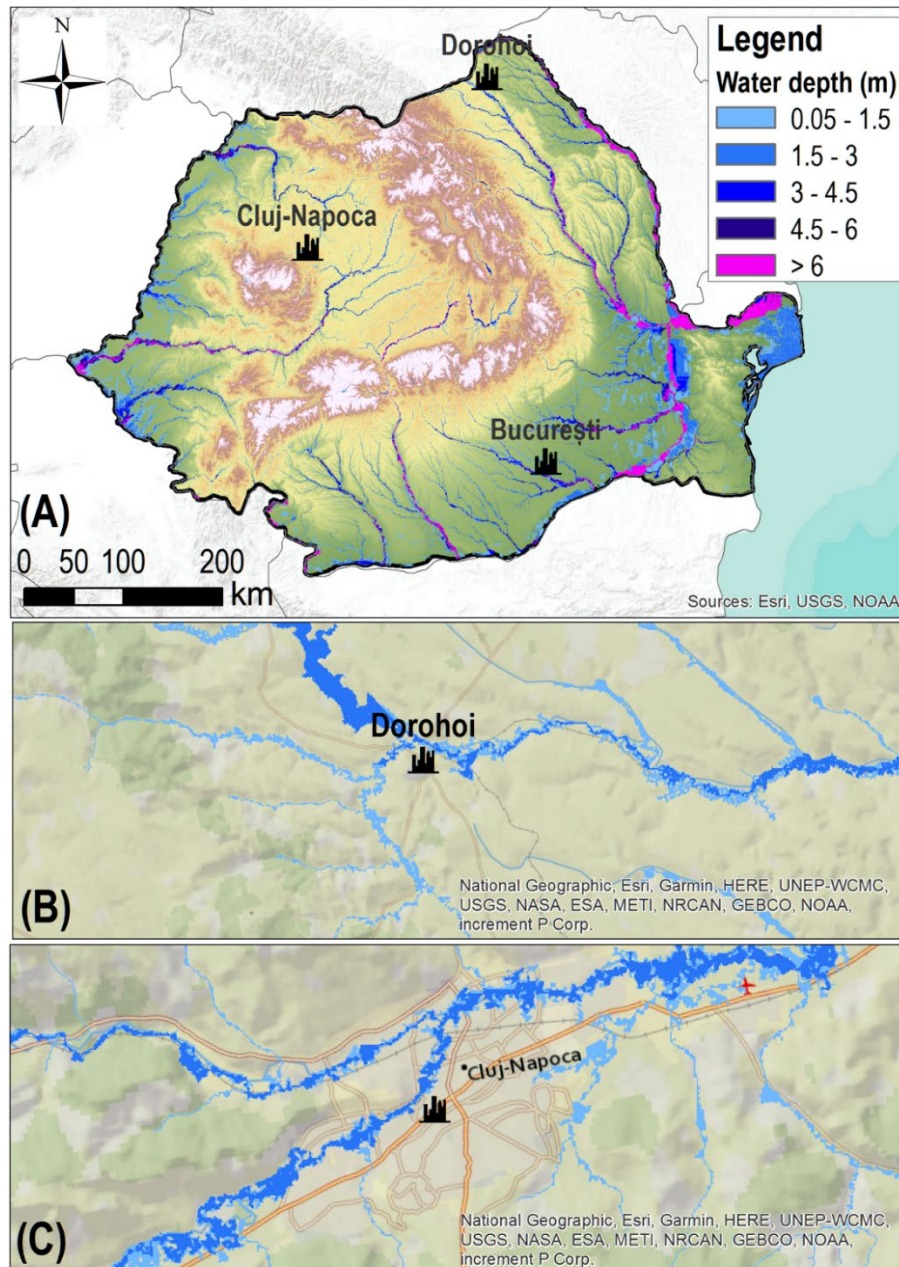 N
Dorohoi
Legend
Water depth (m)
0.05 - 1.5
1.5 - 3
3 - 4.5
4.5 - 6
> 6
Cluj-Napoca
București
(A)
0 50 100 200
km
Sources: Esri, USGS, NOAA
Dorohoi
(B)
National Geographic, Esri, Garmin, HERE, UNEP-WCMC,
USGS, NASA, ESA, METI, NRCAN, GEBCO, NOAA,
increment P Corp.
Cluj-Napoca
(C)
National Geographic, Esri, Garmin, HERE, UNEP-WCMC,
USGS, NASA, ESA, METI, NRCAN, GEBCO, NOAA,
increment P Corp.